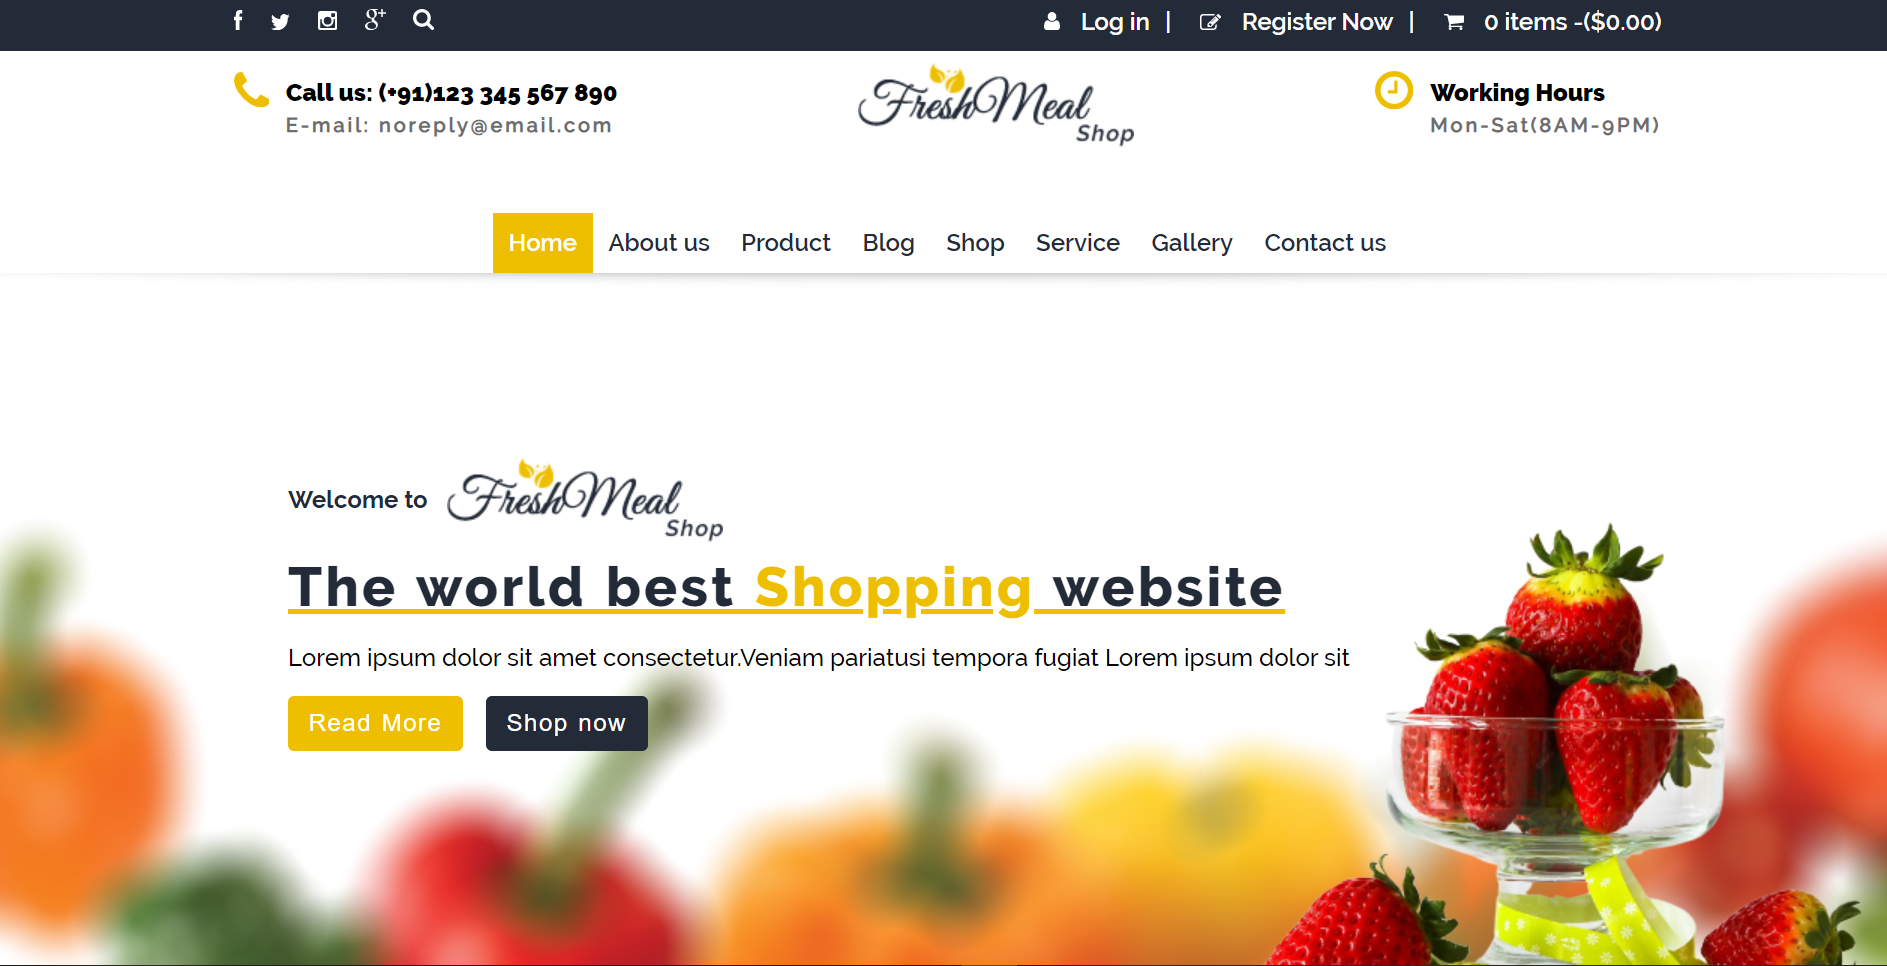 Log in | Register Now | 0 items -($0.00)
Call us: (+91)123 345 567 890
E-mail: noreply@email.com
FreshMeal
Shop
Working Hours
Mon-Sat(8AM-9PM)
Home About us Product Blog Shop Service Gallery Contact us
Welcome to FreshMeal
Shop
The world best Shopping website
Lorem ipsum dolor sit amet consectetur.Veniam pariatusi tempora fugiat Lorem ipsum dolor sit
Read More Shop now